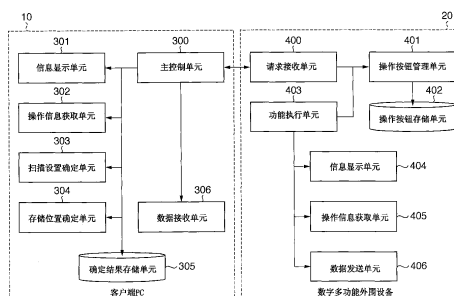 10
20
301
信息显示单元
300
主控制单元
400
请求接收单元
401
操作按钮管理单元
302
操作信息获取单元
403
功能执行单元
402
操作按钮存储单元
303
扫描设置确定单元
信息显示单元
404
304
存储位置确定单元
306
数据接收单元
操作信息获取单元
405
确定结果存储单元
305
数据发送单元
406
客户端PC
数字多功能外围设备